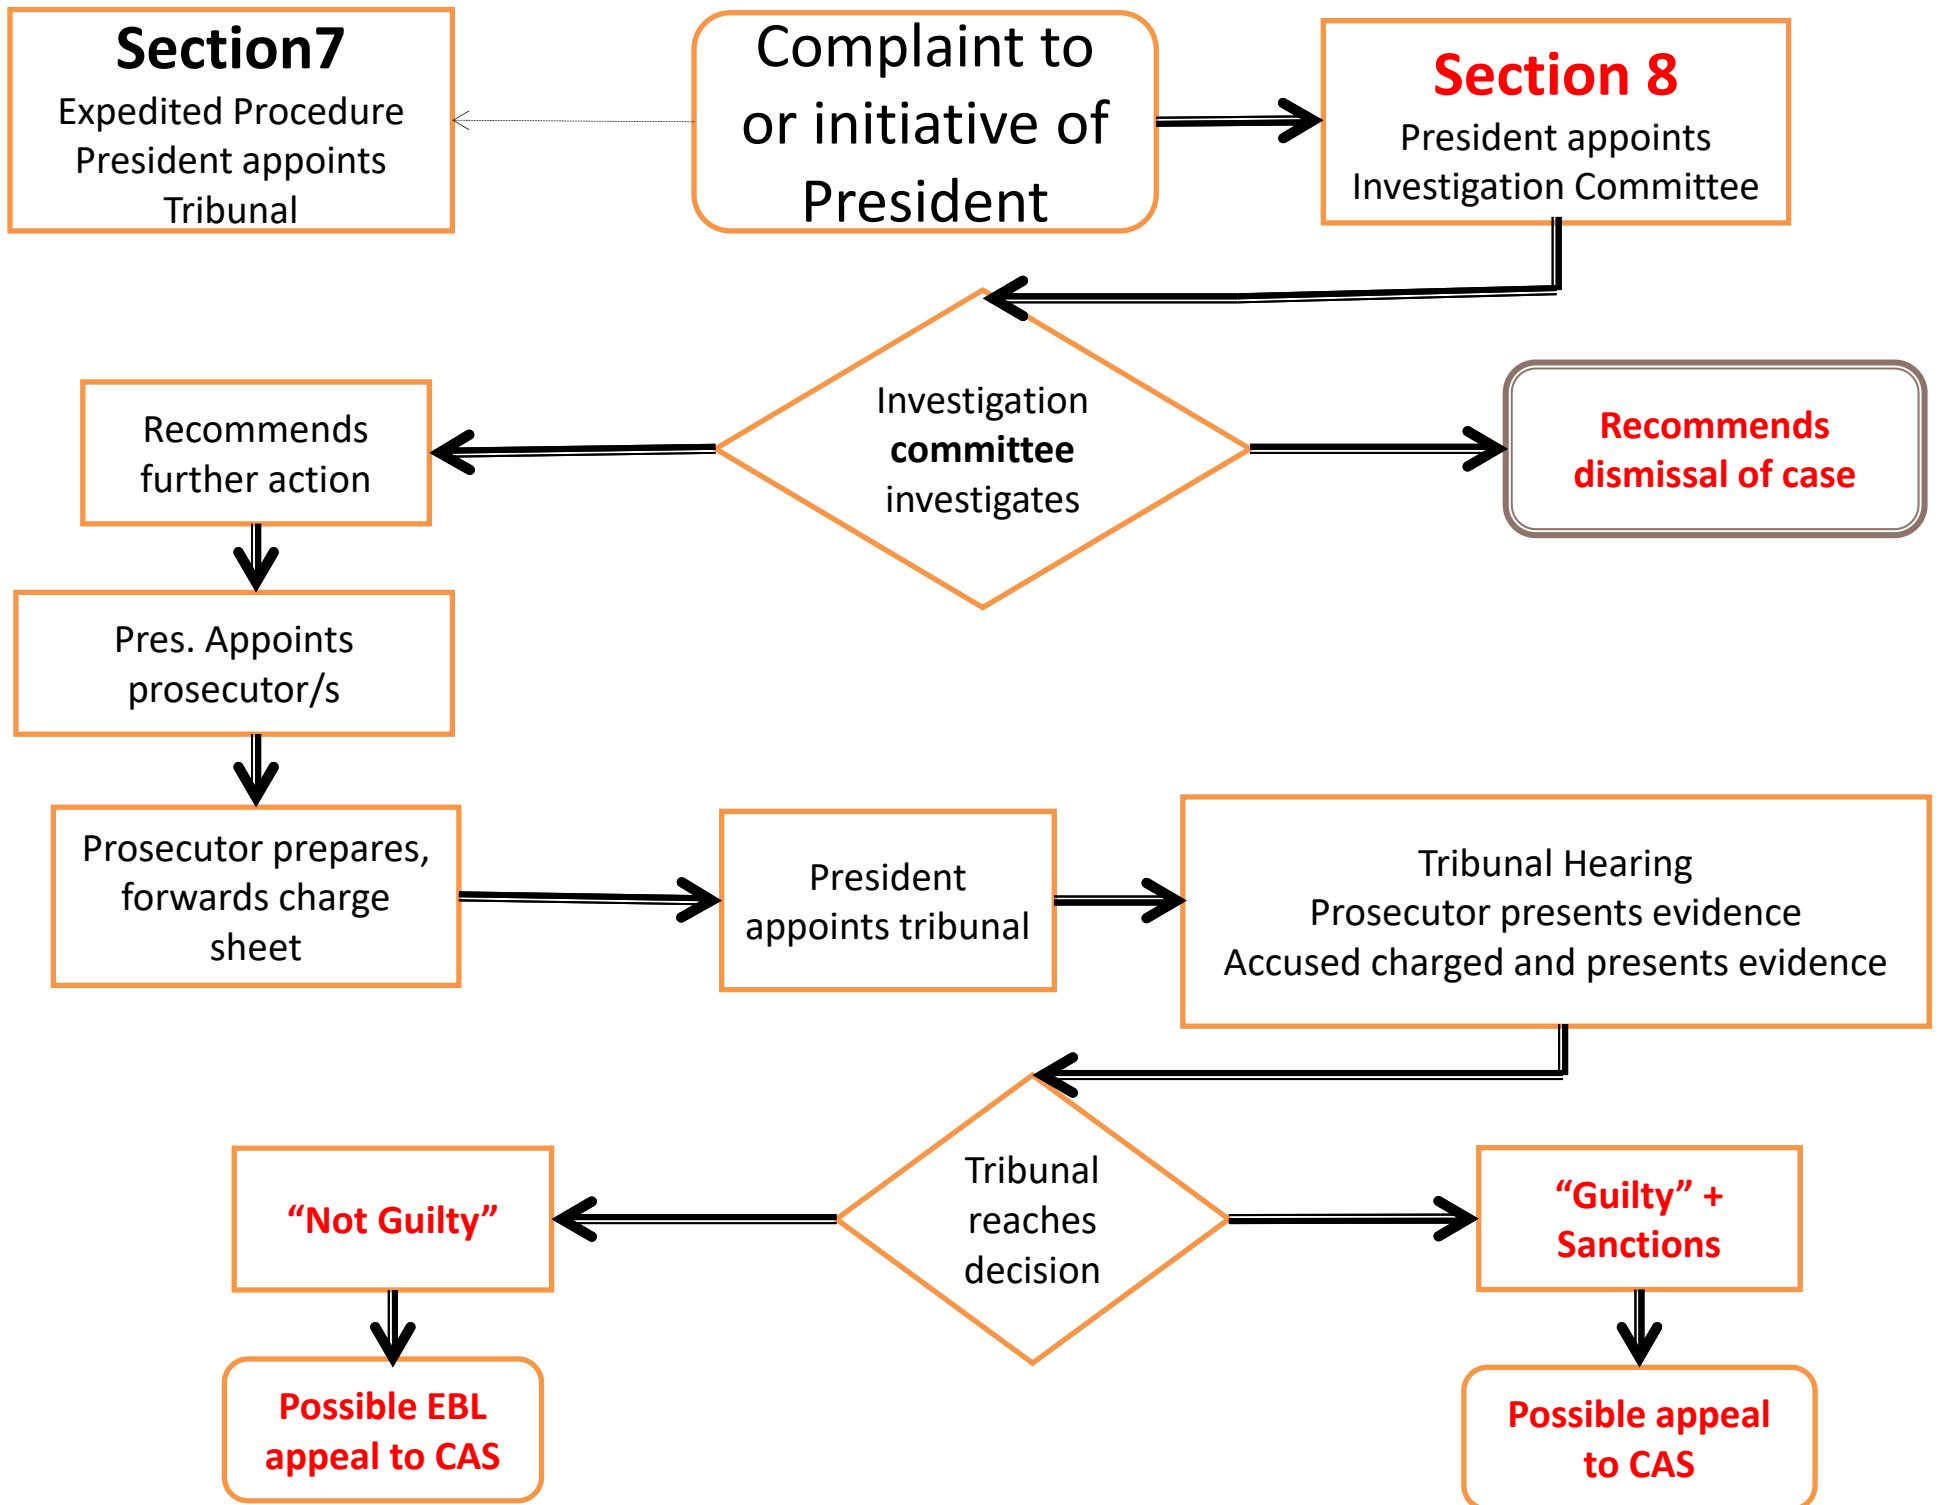 Section7
Expedited Procedure
President appoints
Tribunal
Complaint to
or initiative of
President
Section 8
President appoints
Investigation Committee
Investigation
committee
investigates
Recommends
further action
Recommends
dismissal of case
Pres. Appoints
prosecutor/s
Prosecutor prepares,
forwards charge
sheet
President
appoints tribunal
Tribunal Hearing
Prosecutor presents evidence
Accused charged and presents evidence
Tribunal
reaches
decision
“Not Guilty”
“Guilty” +
Sanctions
Possible EBL
appeal to CAS
Possible appeal
to CAS